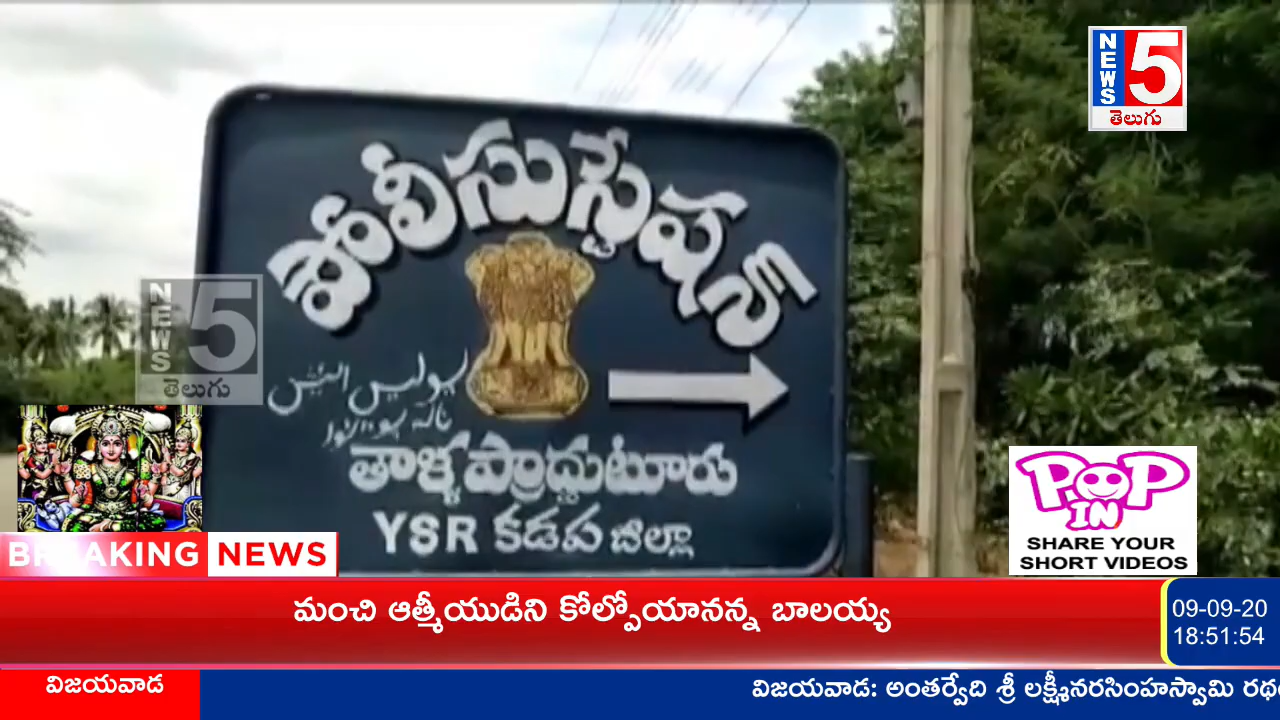 NEWS
5
తెలుగు
పోలీసుస్టేషన్
NEWS
5
తెలుగు
پولیس اسٹیشن
తాళ్ళప్రొద్దుటూరు
YSR కడప జిల్లా
POP
IN
SHARE YOUR
SHORT VIDEOS
BREAKING NEWS
మంచి ఆత్మీయుడిని కోల్పోయానన్న బాలయ్య
09-09-20
18:51:54
విజయవాడ
విజయవాడ: అంతర్వేది శ్రీ లక్ష్మీనరసింహస్వామి